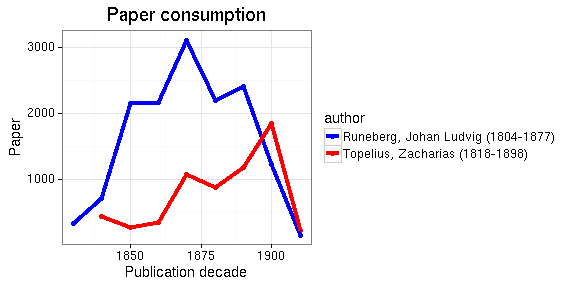 Paper consumption
3000
2000
1000
Paper
1850 1875 1900
Publication decade
author
Runeberg, Johan Ludvig (1804-1877)
Topelius, Zacharias (1818-1898)